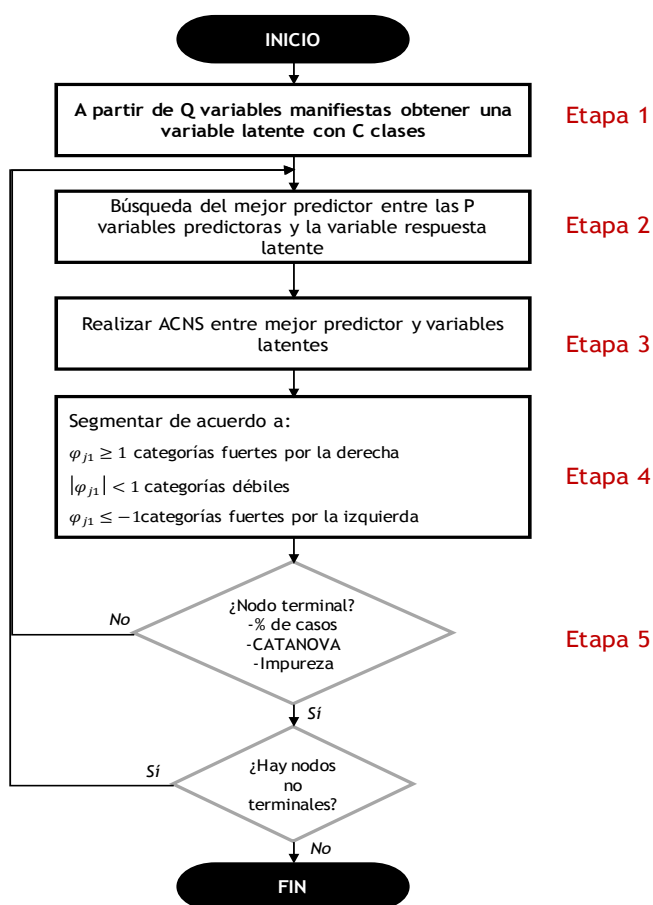 INICIO
A partir de Q variables manifiestas obtener una
variable latente con C clases
Etapa 1
Búsqueda del mejor predictor entre las P
variables predictoras y la variable respuesta
latente
Etapa 2
Realizar ACNS entre mejor predictor y variables
latentes
Etapa 3
Segmentar de acuerdo a:
φj1 ≥ 1 categorías fuertes por la derecha
|φj1| < 1 categorías débiles
φj1 ≤ −1categorías fuertes por la izquierda
Etapa 4
¿Nodo terminal?
-% de casos
-CATANOVA
-Impureza
No
Etapa 5
Sí
¿Hay nodos
no
terminales?
Sí
No
FIN